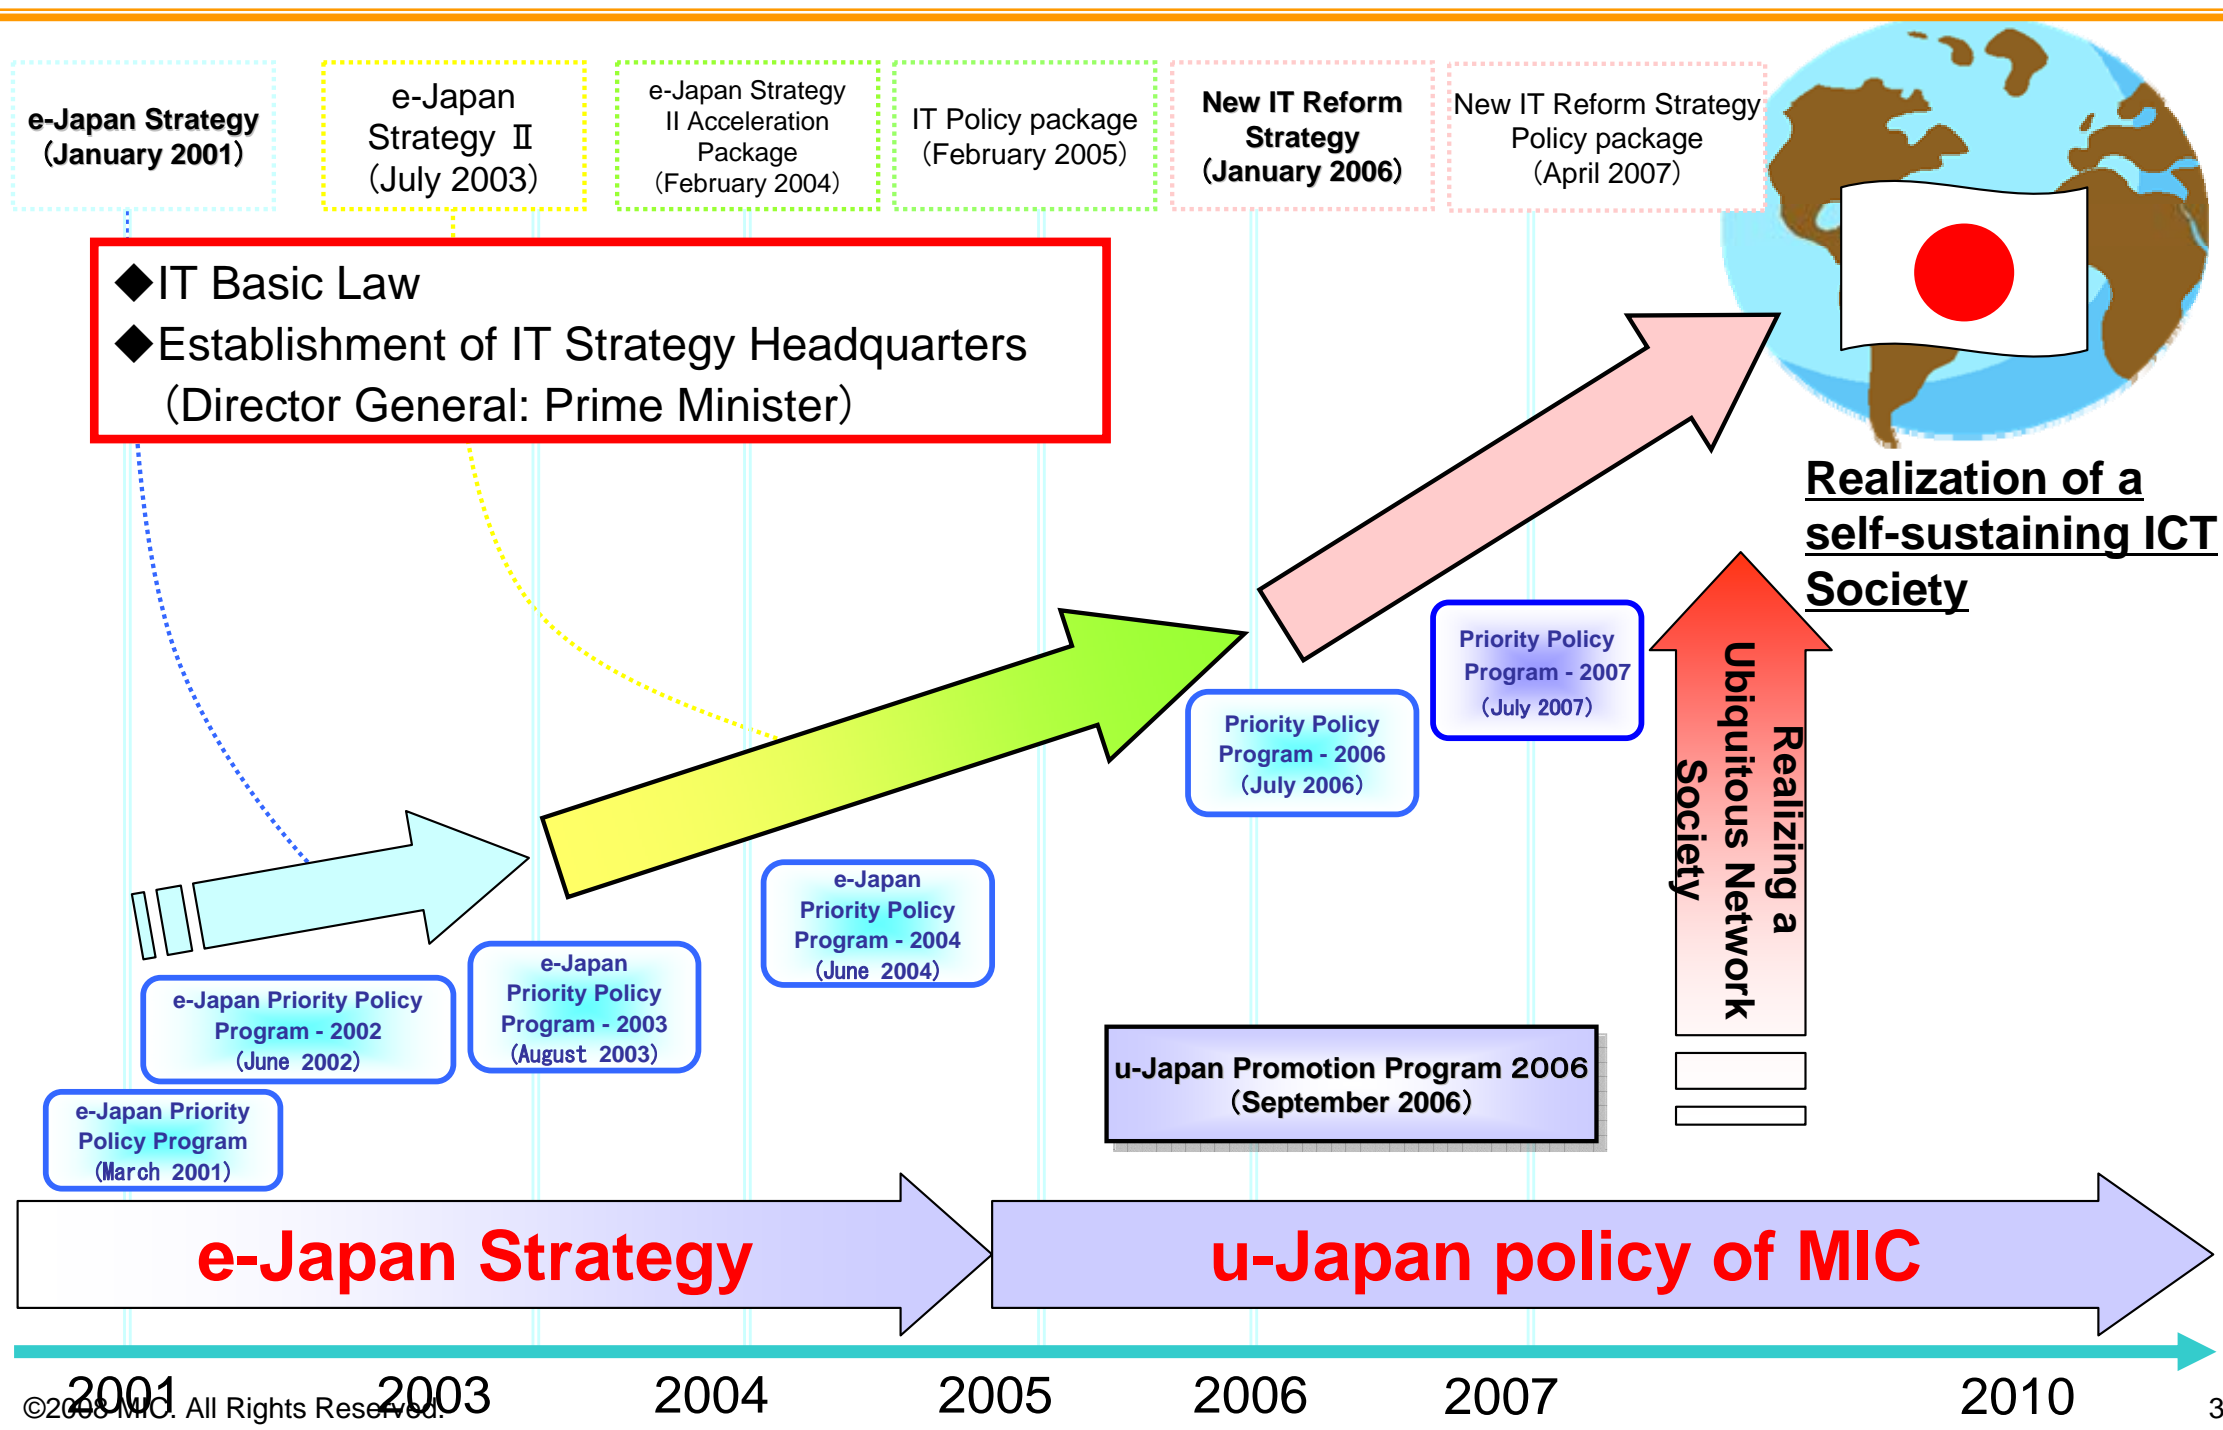 e-Japan Strategy
（January 2001）
e-Japan
Strategy Ⅱ
（July 2003）
e-Japan Strategy
II Acceleration
Package
（February 2004）
IT Policy package
（February 2005）
New IT Reform
Strategy
（January 2006）
New IT Reform Strategy
Policy package
（April 2007）
◆IT Basic Law
◆Establishment of IT Strategy Headquarters
（Director General: Prime Minister）
Realization of a
self-sustaining ICT
Society
Priority Policy
Program - 2007
（July 2007）
Priority Policy
Program - 2006
（July 2006）
Realizing a
Ubiquitous Network
Society
e-Japan
Priority Policy
Program - 2004
（June 2004）
e-Japan
Priority Policy
Program - 2003
（August 2003）
e-Japan Priority Policy
Program - 2002
（June 2002）
e-Japan Priority
Policy Program
（March 2001）
u-Japan Promotion Program 2006
（September 2006）
e-Japan Strategy
u-Japan policy of MIC
2001
2003
2004
2005
2006
2007
2010
©2008 MIC. All Rights Reserved.
3